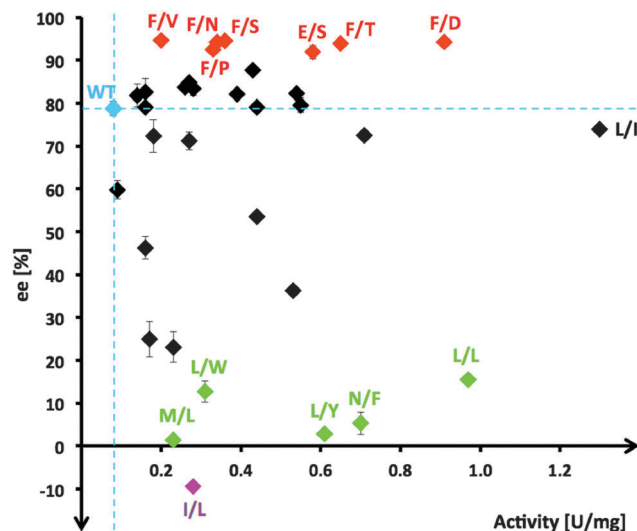 100
F/V
F/N
F/S
E/S
F/T
F/D
90
F/P
WT
80
L/
70
60
50
40
30
20
L/W
L/L
10
M/L
L/Y
N/F
0
0.2
0.4
0.6
0.8
1.0
1.2
-10
I/L
ee [%]
Activity [U/mg]